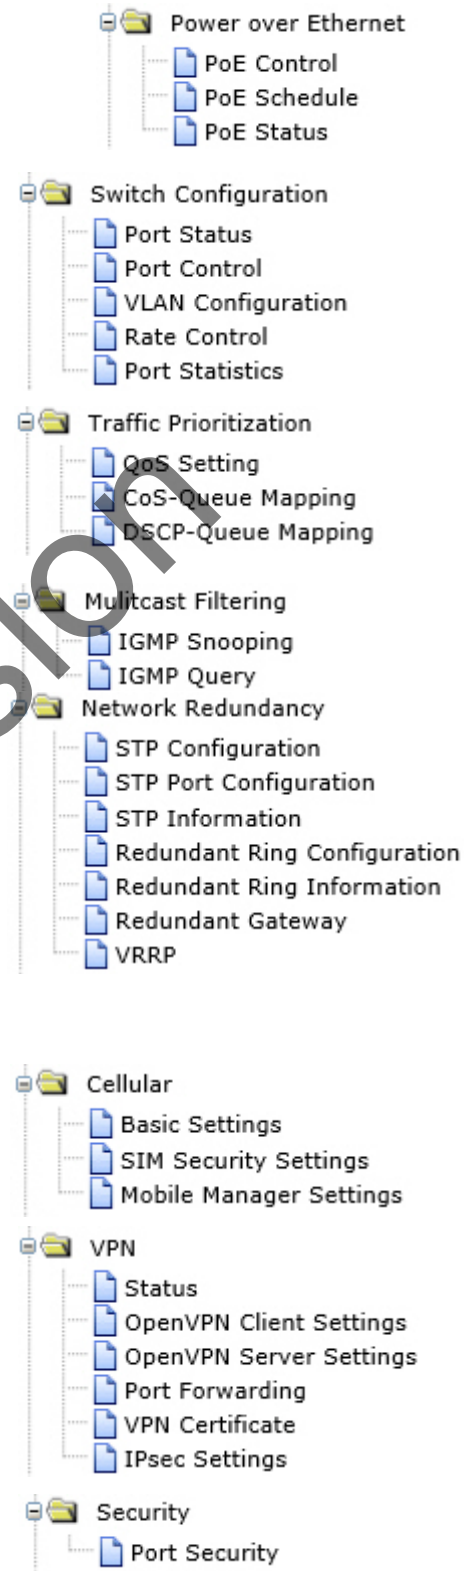 Power over Ethernet
PoE Control
PoE Schedule
PoE Status
Switch Configuration
Port Status
Port Control
VLAN Configuration
Rate Control
Port Statistics
Traffic Prioritization
QoS Setting
CoS-Queue Mapping
DSCP-Queue Mapping
Mulitcast Filtering
IGMP Snooping
IGMP Query
Network Redundancy
STP Configuration
STP Port Configuration
STP Information
Redundant Ring Configuration
Redundant Ring Information
Redundant Gateway
VRRP
Cellular
Basic Settings
SIM Security Settings
Mobile Manager Settings
VPN
Status
OpenVPN Client Settings
OpenVPN Server Settings
Port Forwarding
VPN Certificate
IPsec Settings
Security
Port Security